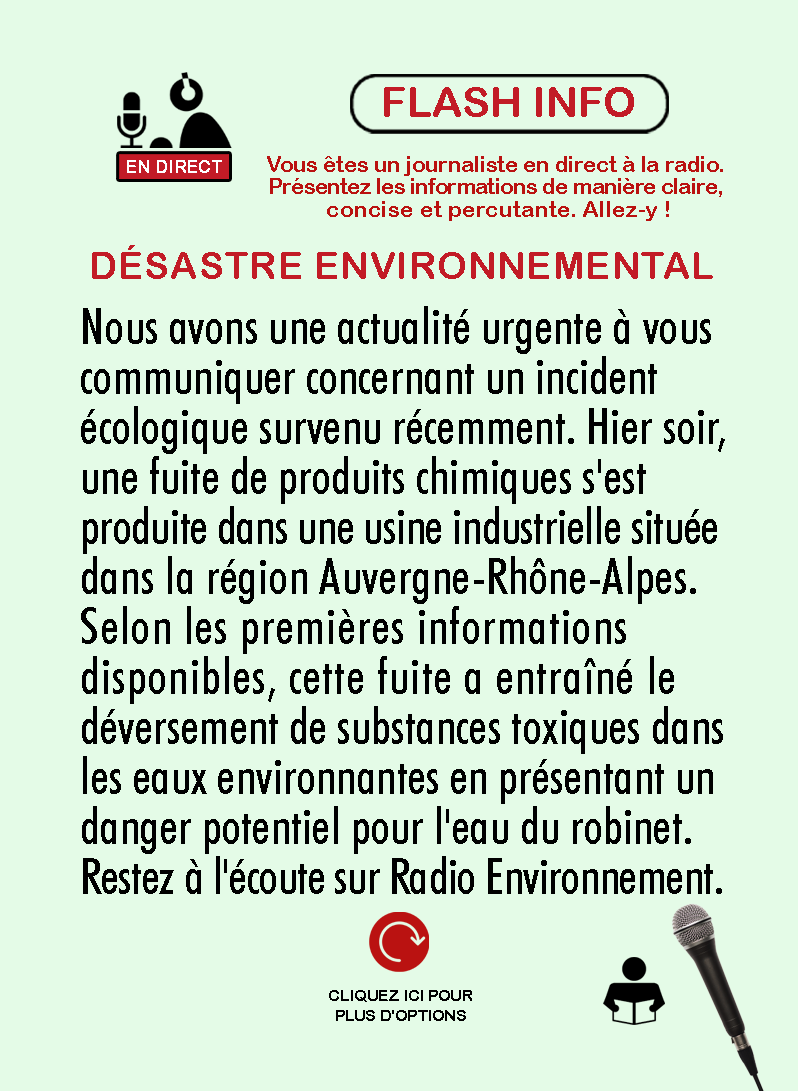 FLASH INFO
EN DIRECT
Vous êtes un journaliste en direct à la radio.
Présentez les informations de manière claire,
concise et percutante. Allez-y !
DÉSASTRE ENVIRONNEMENTAL
Nous avons une actualité urgente à vous
communiquer concernant un incident
écologique survenu récemment. Hier soir,
une fuite de produits chimiques s'est
produite dans une usine industrielle située
dans la région Auvergne-Rhône-Alpes.
Selon les premières informations
disponibles, cette fuite a entraîné le
déversement de substances toxiques dans
les eaux environnantes en présentant un
danger potentiel pour l'eau du robinet.
Restez à l'écoute sur Radio Environnement.
CLIQUEZ ICI POUR
PLUS D'OPTIONS